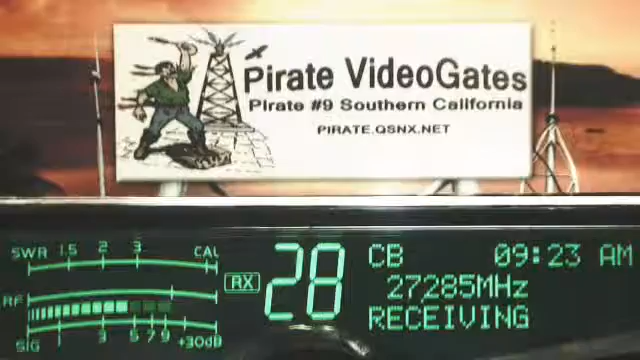 Pirate VideoGates
Pirate #9 Southern California
PIRATE.QSNX.NET
SWR 1.5 2 3 CAL
RF
SIG 1 3 5 7 9 +30dB
RX
28
CB 09:23 AM
27285MHz
RECEIVING